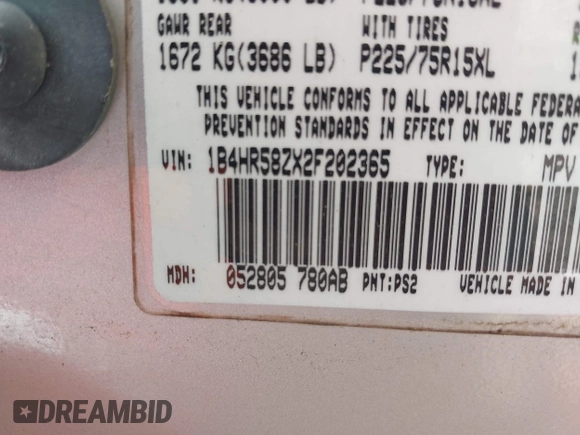 GAWR REAR WITH TIRES
1672 KG(3686 LB) P225/75R15XL
THIS VEHICLE CONFORMS TO ALL APPLICABLE FEDERA
PREVENTION STANDARDS IN EFFECT ON THE DATE OF
VIN: 1B4HR58ZX2F202365 TYPE: MPV
MDH: 052805 780AB PNT:PS2 VEHICLE MADE IN
DREAMBID